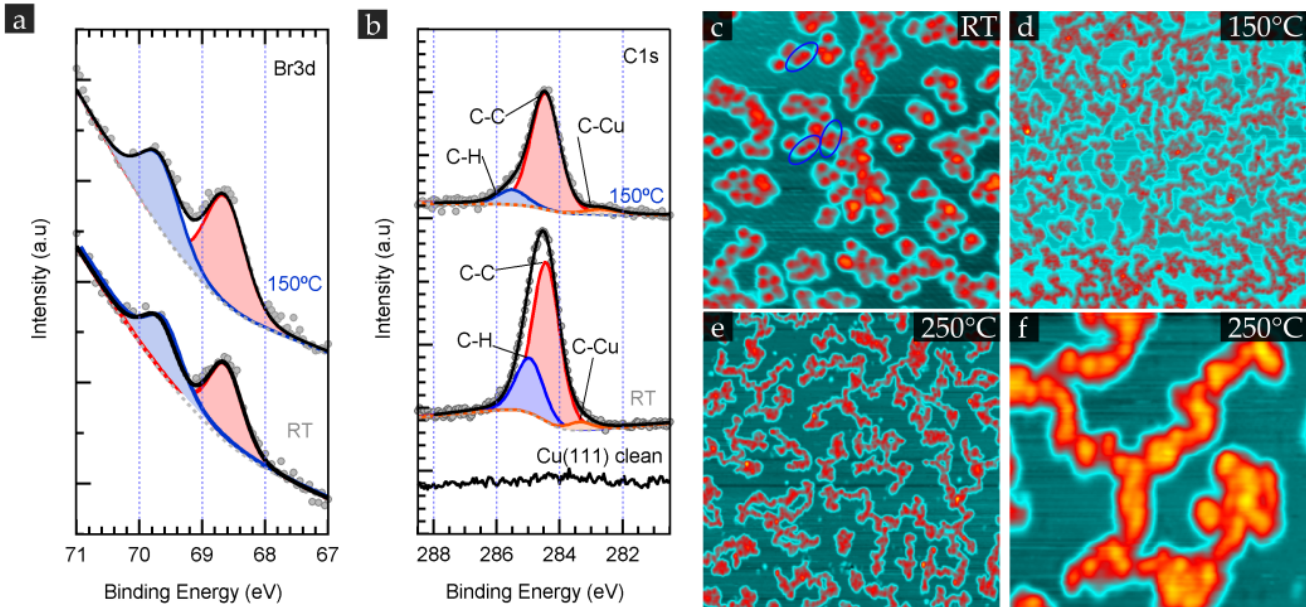 a
Br3d
150ºC
RT
Intensity (a.u)
71 70 69 68 67
Binding Energy (eV)
b
C1s
C-C
C-Cu
C-H
150ºC
C-C
C-H
C-Cu
RT
Cu(111) clean
Intensity (a.u)
288 286 284 282
Binding Energy (eV)
c RT
d 150°C
e 250°C
f 250°C